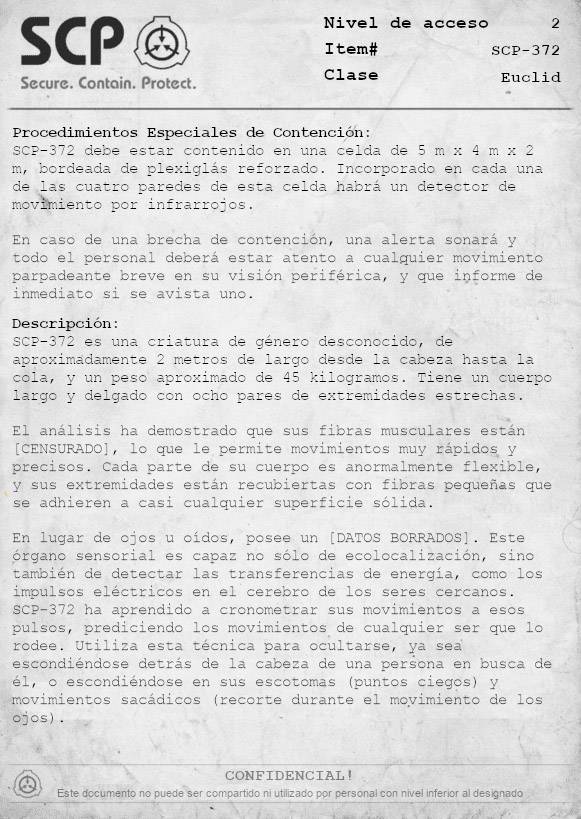 SCP
Secure. Contain. Protect.
Nivel de acceso 2
Item# SCP-372
Clase Euclid
Procedimientos Especiales de Contención:
SCP-372 debe estar contenido en una celda de 5 m x 4 m x 2
m, bordeada de plexiglás reforzado. Incorporado en cada una
de las cuatro paredes de esta celda habrá un detector de
movimiento por infrarrojos.
En caso de una brecha de contención, una alerta sonará y
todo el personal deberá estar atento a cualquier movimiento
parpadeante breve en su visión periférica, y que informe de
inmediato si se avista uno.
Descripción:
SCP-372 es una criatura de género desconocido, de
aproximadamente 2 metros de largo desde la cabeza hasta la
cola, y un peso aproximado de 45 kilogramos. Tiene un cuerpo
largo y delgado con ocho pares de extremidades estrechas.
El análisis ha demostrado que sus fibras musculares están
[CENSURADO], lo que le permite movimientos muy rápidos y
precisos. Cada parte de su cuerpo es anormalmente flexible,
y sus extremidades están recubiertas con fibras pequeñas que
se adhieren a casi cualquier superficie sólida.
En lugar de ojos u oídos, posee un [DATOS BORRADOS]. Este
órgano sensorial es capaz no sólo de ecolocalización, sino
también de detectar las transferencias de energía, como los
impulsos eléctricos en el cerebro de los seres cercanos.
SCP-372 ha aprendido a cronometrar sus movimientos a esos
pulsos, prediciendo los movimientos de cualquier ser que lo
rodee. Utiliza esta técnica para ocultarse, ya sea
escondiéndose detrás de la cabeza de una persona en busca de
él, o escondiéndose en sus escotomas (puntos ciegos) y
movimientos sacádicos (recorte durante el movimiento de los
ojos).
CONFIDENCIAL!
Este documento no puede ser compartido ni utilizado por personal con nivel inferior al designado